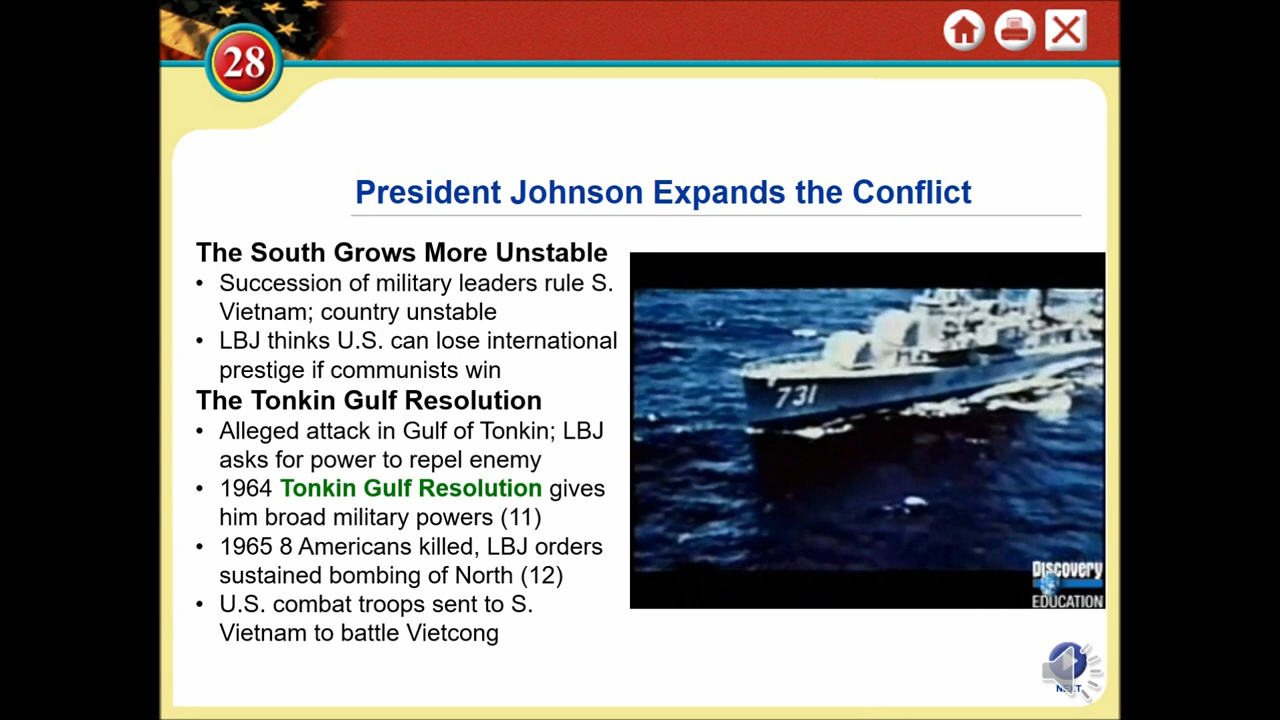 28
President Johnson Expands the Conflict
The South Grows More Unstable
• Succession of military leaders rule S.
Vietnam; country unstable
• LBJ thinks U.S. can lose international
prestige if communists win
The Tonkin Gulf Resolution
• Alleged attack in Gulf of Tonkin; LBJ
asks for power to repel enemy
• 1964 Tonkin Gulf Resolution gives
him broad military powers (11)
• 1965 8 Americans killed, LBJ orders
sustained bombing of North (12)
• U.S. combat troops sent to S.
Vietnam to battle Vietcong
731
Discovery
EDUCATION
NEXT